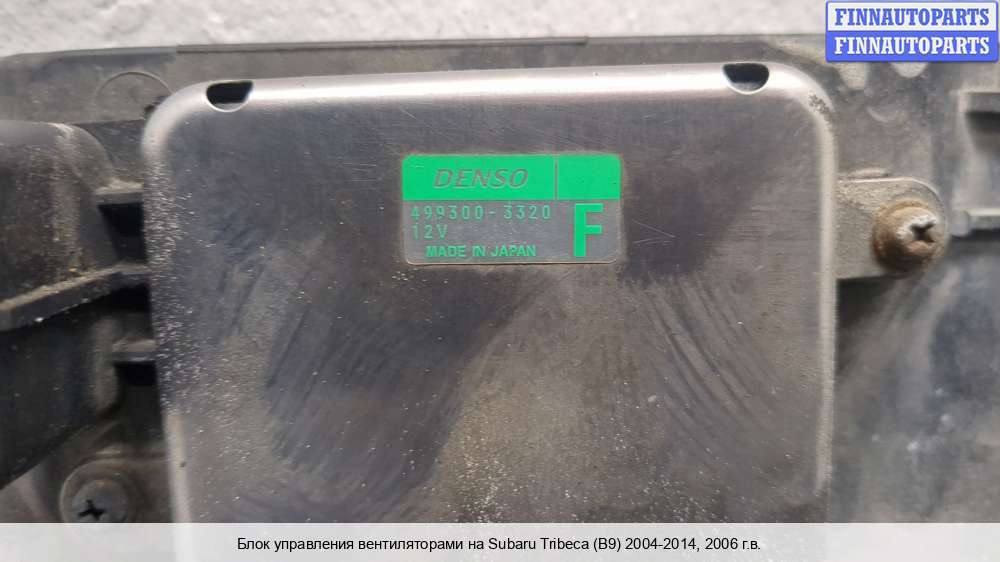 FINNAUTOPARTS
FINNAUTOPARTS
DENSO
499300-3320
12V
F
MADE IN JAPAN
Блок управления вентиляторами на Subaru Tribeca (B9) 2004-2014, 2006 г.в.